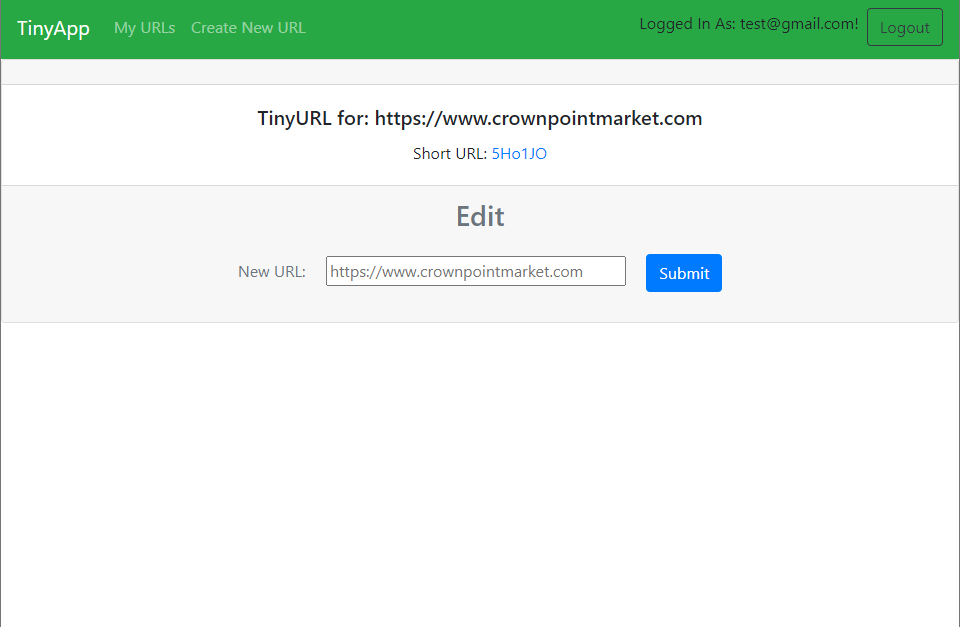 TinyApp My URLs Create New URL Logged In As: test@gmail.com! Logout
TinyURL for: https://www.crownpointmarket.com
Short URL: 5Ho1JO
Edit
New URL: https://www.crownpointmarket.com Submit